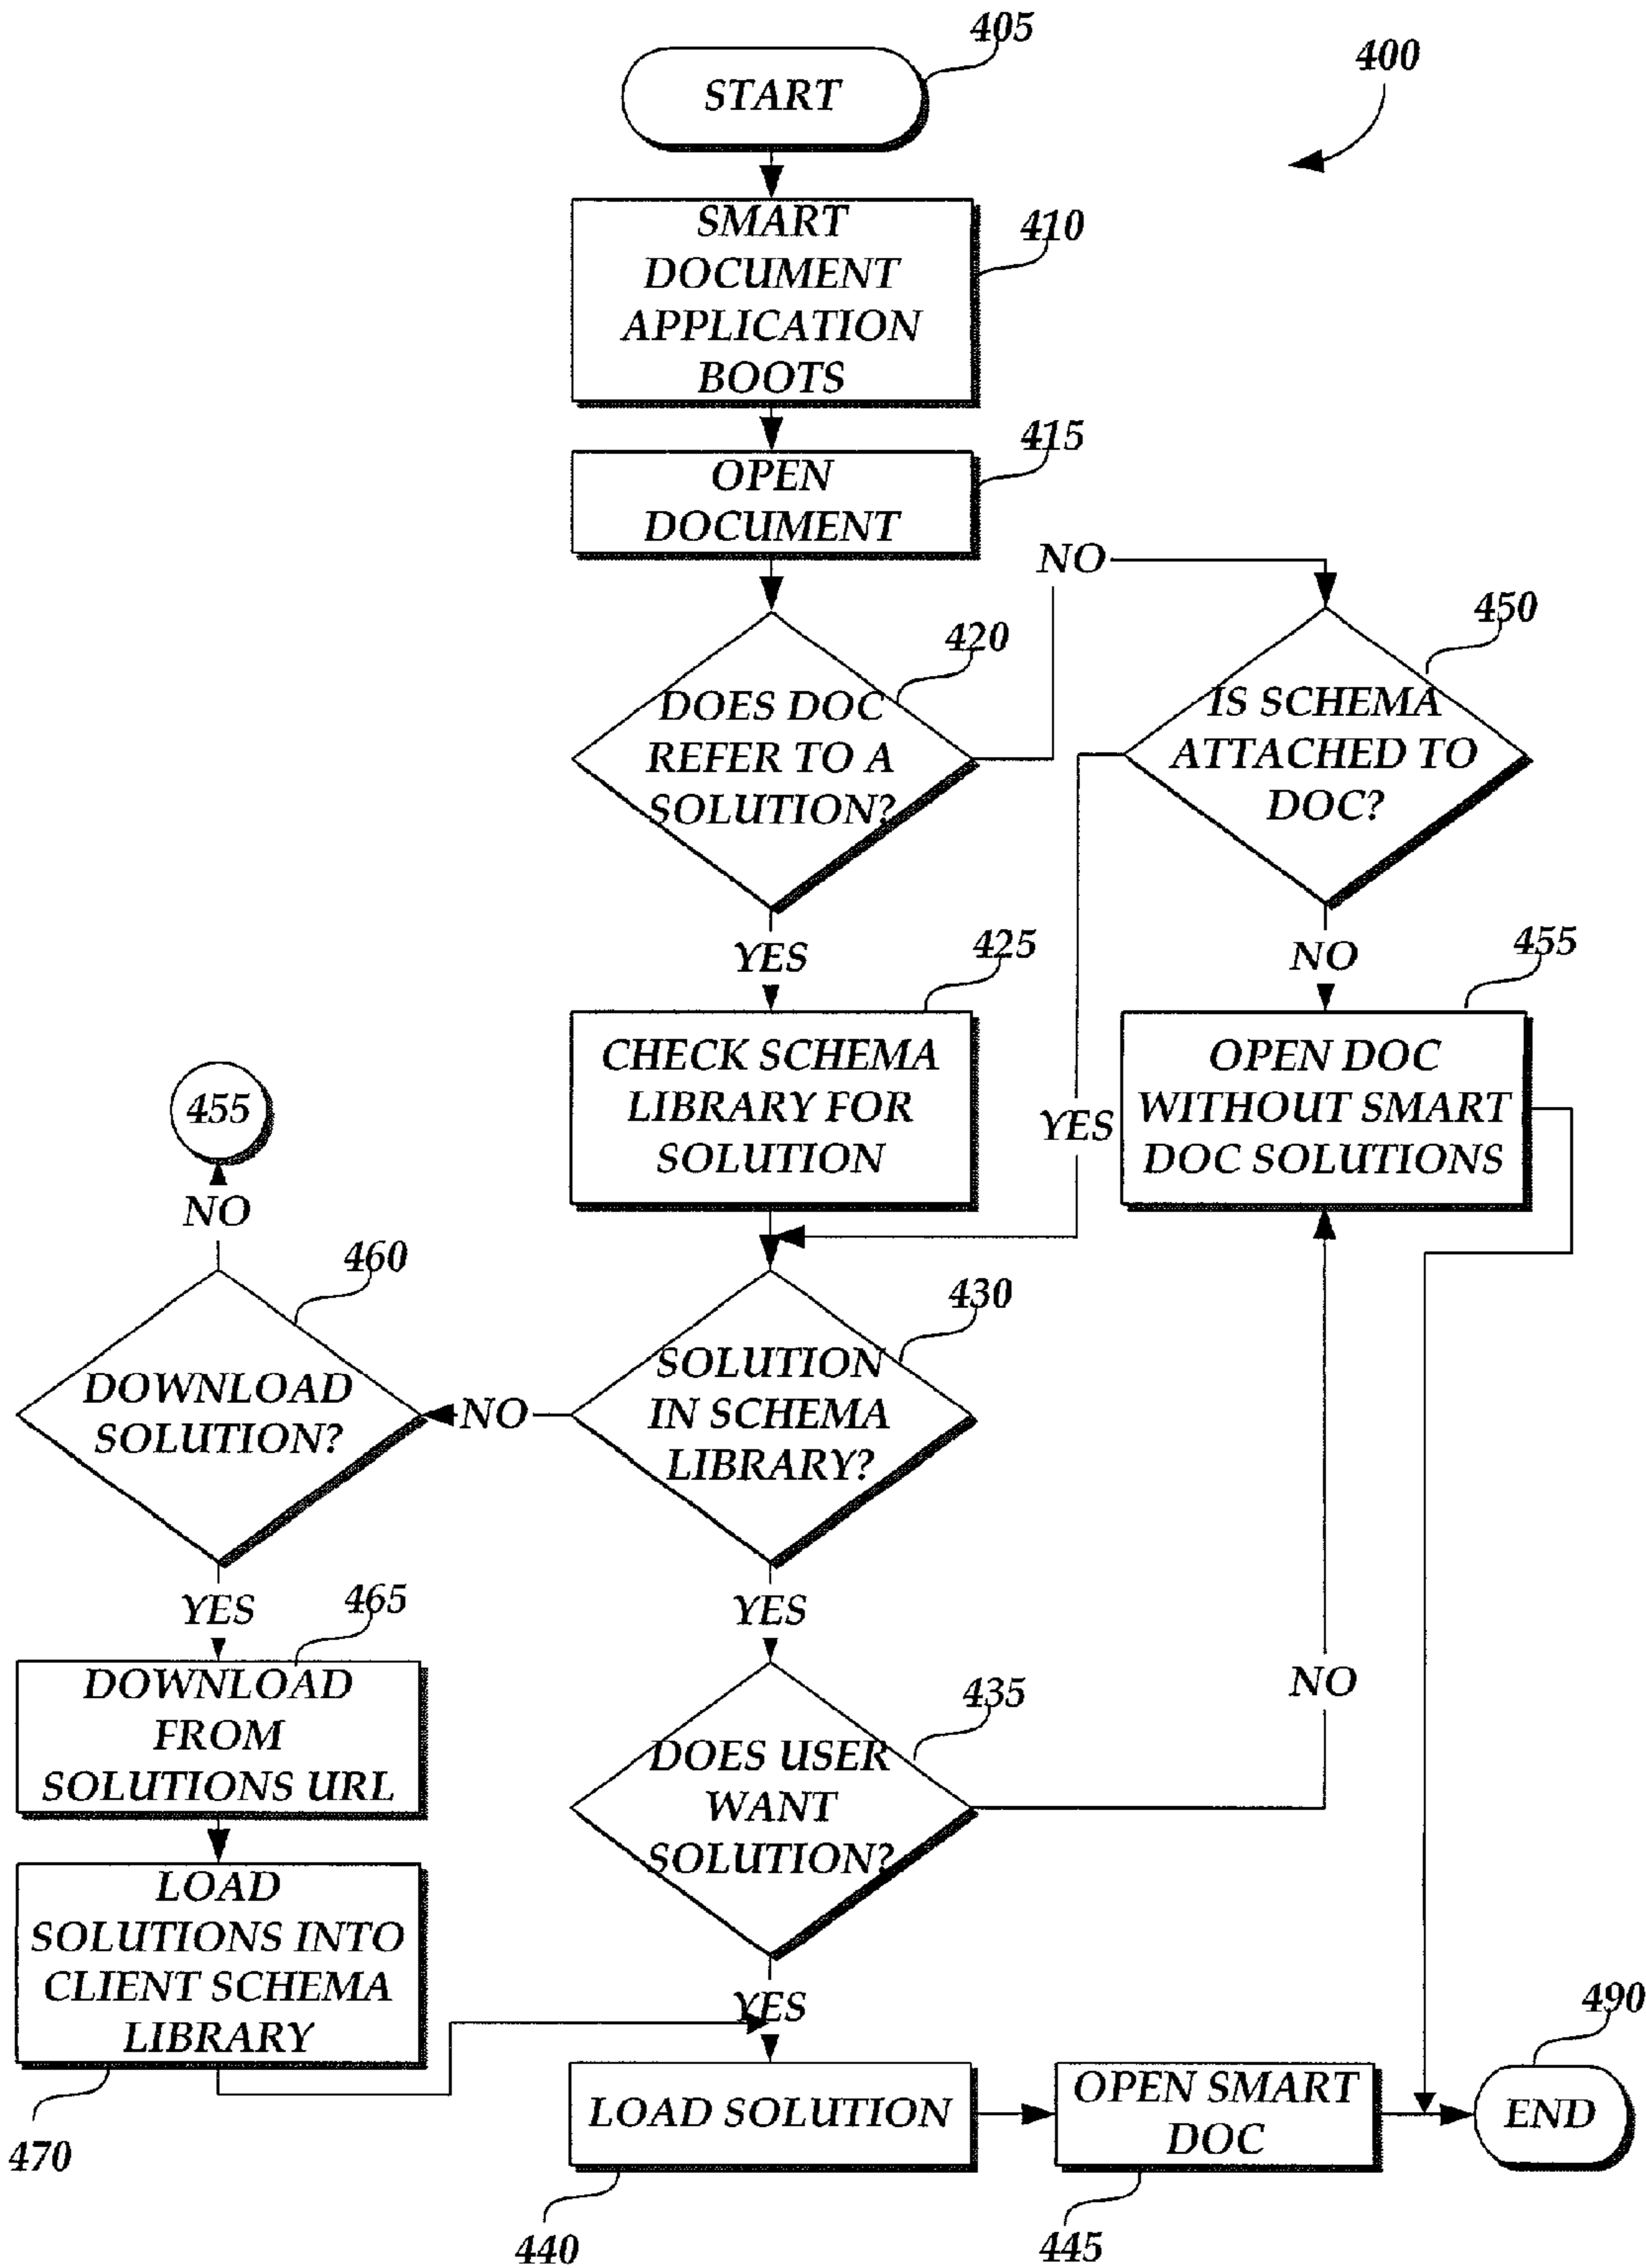 405
START
400
SMART
DOCUMENT
APPLICATION
BOOTS
410
OPEN
DOCUMENT
415
NO
420
DOES DOC
REFER TO A
SOLUTION?
450
IS SCHEMA
ATTACHED TO
DOC?
YES
NO
425
CHECK SCHEMA
LIBRARY FOR
SOLUTION
455
OPEN DOC
WITHOUT SMART
DOC SOLUTIONS
YES
455
NO
460
DOWNLOAD
SOLUTION?
NO
430
SOLUTION
IN SCHEMA
LIBRARY?
YES
465
DOWNLOAD
FROM
SOLUTIONS URL
YES
435
DOES USER
WANT
SOLUTION?
NO
LOAD
SOLUTIONS INTO
CLIENT SCHEMA
LIBRARY
470
YES
LOAD SOLUTION
440
OPEN SMART
DOC
445
490
END